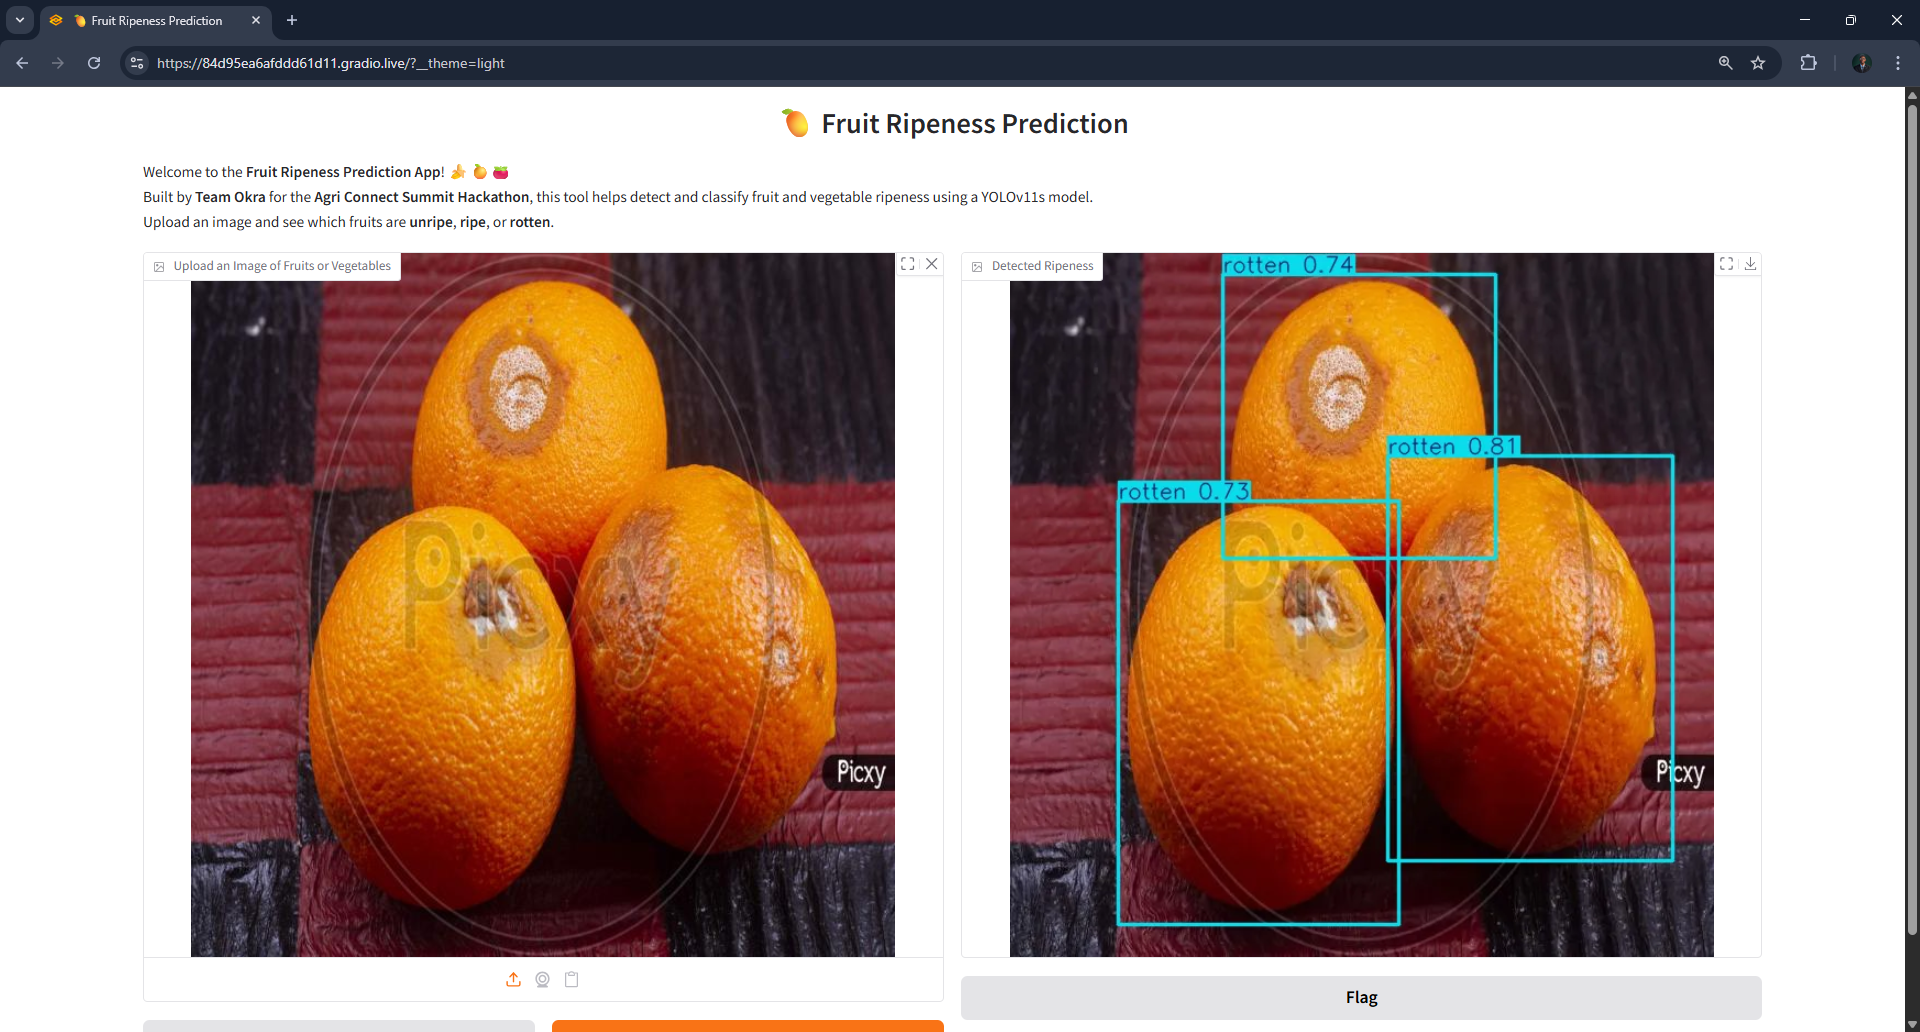 Fruit Ripeness Prediction
https://84d95ea6afddd61d11.gradio.live/?__theme=light
Fruit Ripeness Prediction
Welcome to the Fruit Ripeness Prediction App!
Built by Team Okra for the Agri Connect Summit Hackathon, this tool helps detect and classify fruit and vegetable ripeness using a YOLOv11s model.
Upload an image and see which fruits are unripe, ripe, or rotten.
Upload an Image of Fruits or Vegetables
Picxy
Picxy
Detected Ripeness
rotten 0.74
rotten 0.81
rotten 0.73
Picxy
Picxy
Flag